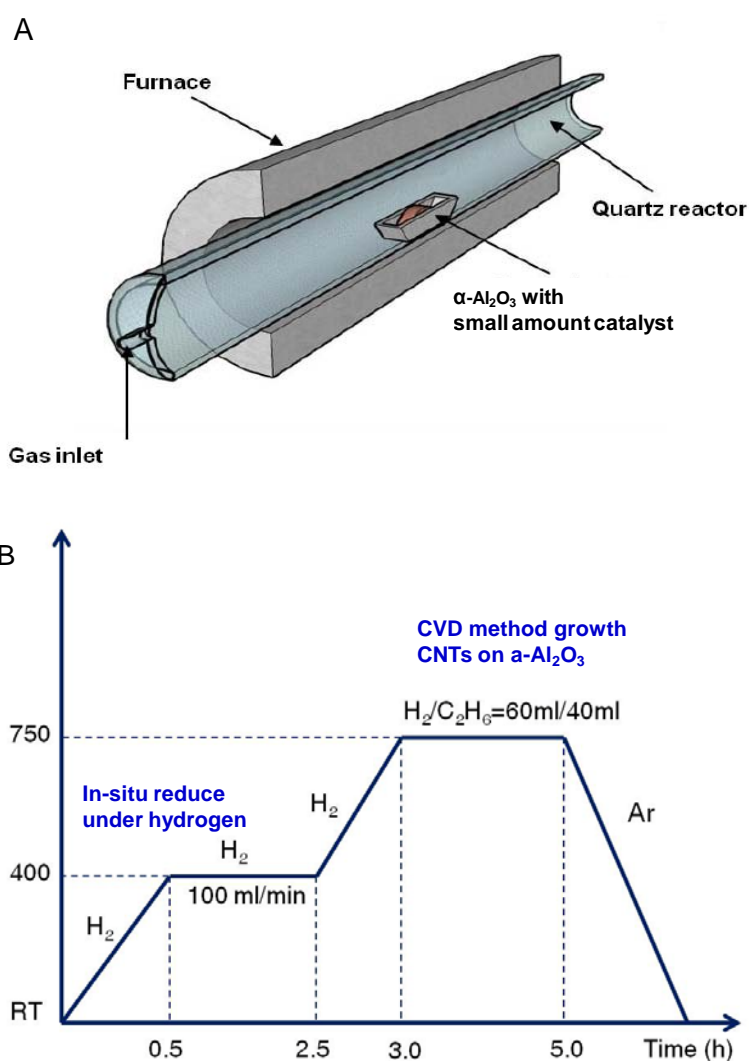 A
Furnace
Quartz reactor
α-Al₂O₃ with
small amount catalyst
Gas inlet
B
CVD method growth
CNTs on a-Al₂O₃
H₂/C₂H₆=60ml/40ml
750
In-situ reduce
under hydrogen
H₂
Ar
H₂
400
100 ml/min
H₂
RT
0.5 2.5 3.0 5.0 Time (h)